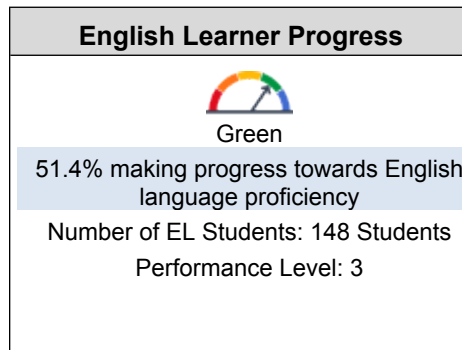 English Learner Progress
Green
51.4% making progress towards English
language proficiency
Number of EL Students: 148 Students
Performance Level: 3